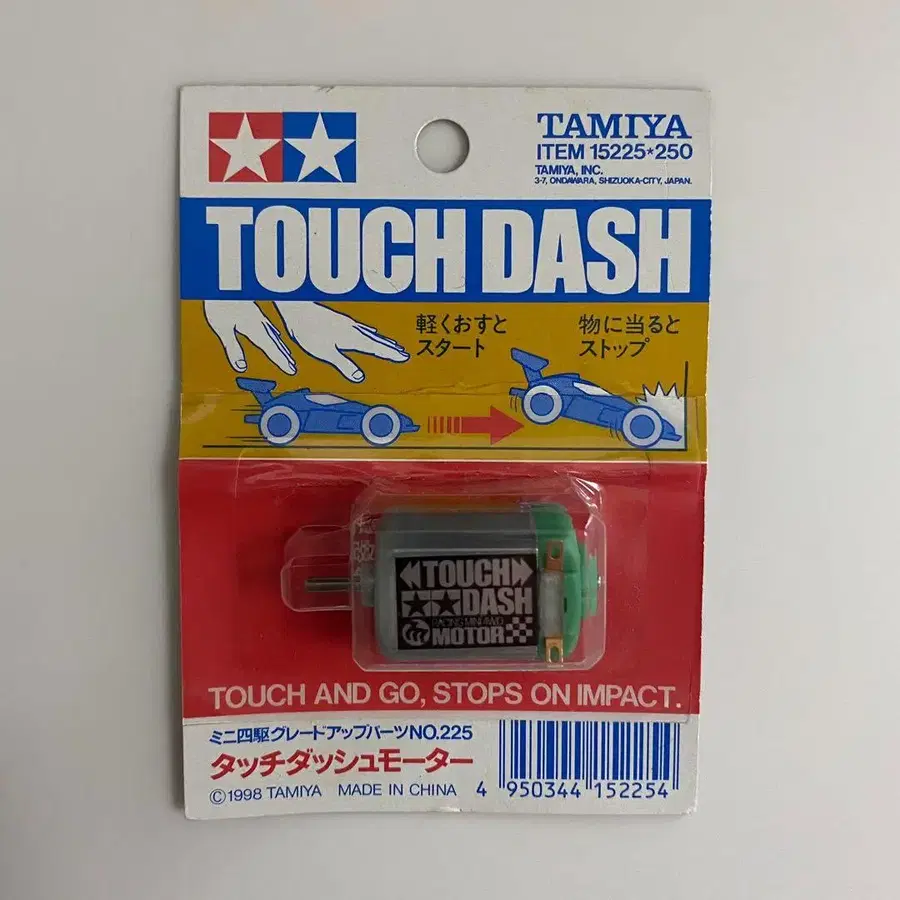 TAMIYA
ITEM 15225*250
TAMIYA, INC.
3-7, ONDAWARA, SHIZUOKA-CITY, JAPAN.
TOUCH DASH
軽くおすと
スタート
物に当ると
ストップ
TOUCH
DASH
RACING MINI 4WD
MOTOR
TOUCH AND GO, STOPS ON IMPACT.
ミニ四駆グレードアップパーツNO.225
タッチダッシュモーター
©1998 TAMIYA MADE IN CHINA
4 950344 152254